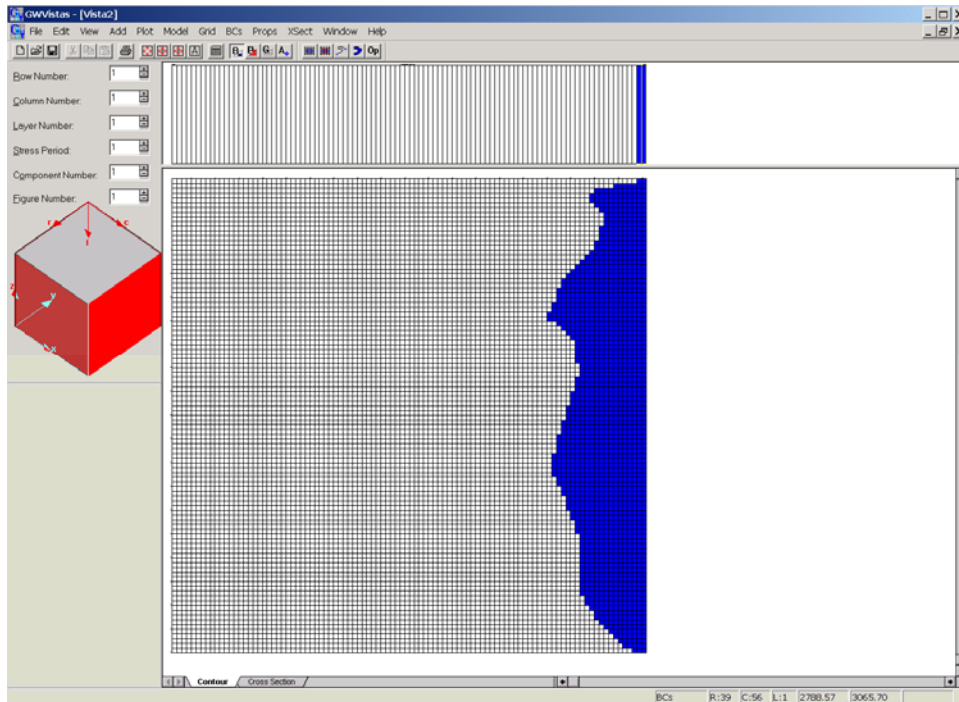 GWVistas - [Vista2]
File Edit View Add Plot Model Grid BCs Props XSect Window Help
B G A Op
Row Number: 1
Column Number: 1
Layer Number: 1
Stress Period: 1
Component Number: 1
Figure Number: 1
r c
l
z
y
x
Contour Cross Section
BCs R:39 C:56 L:1 2788.57 3065.70